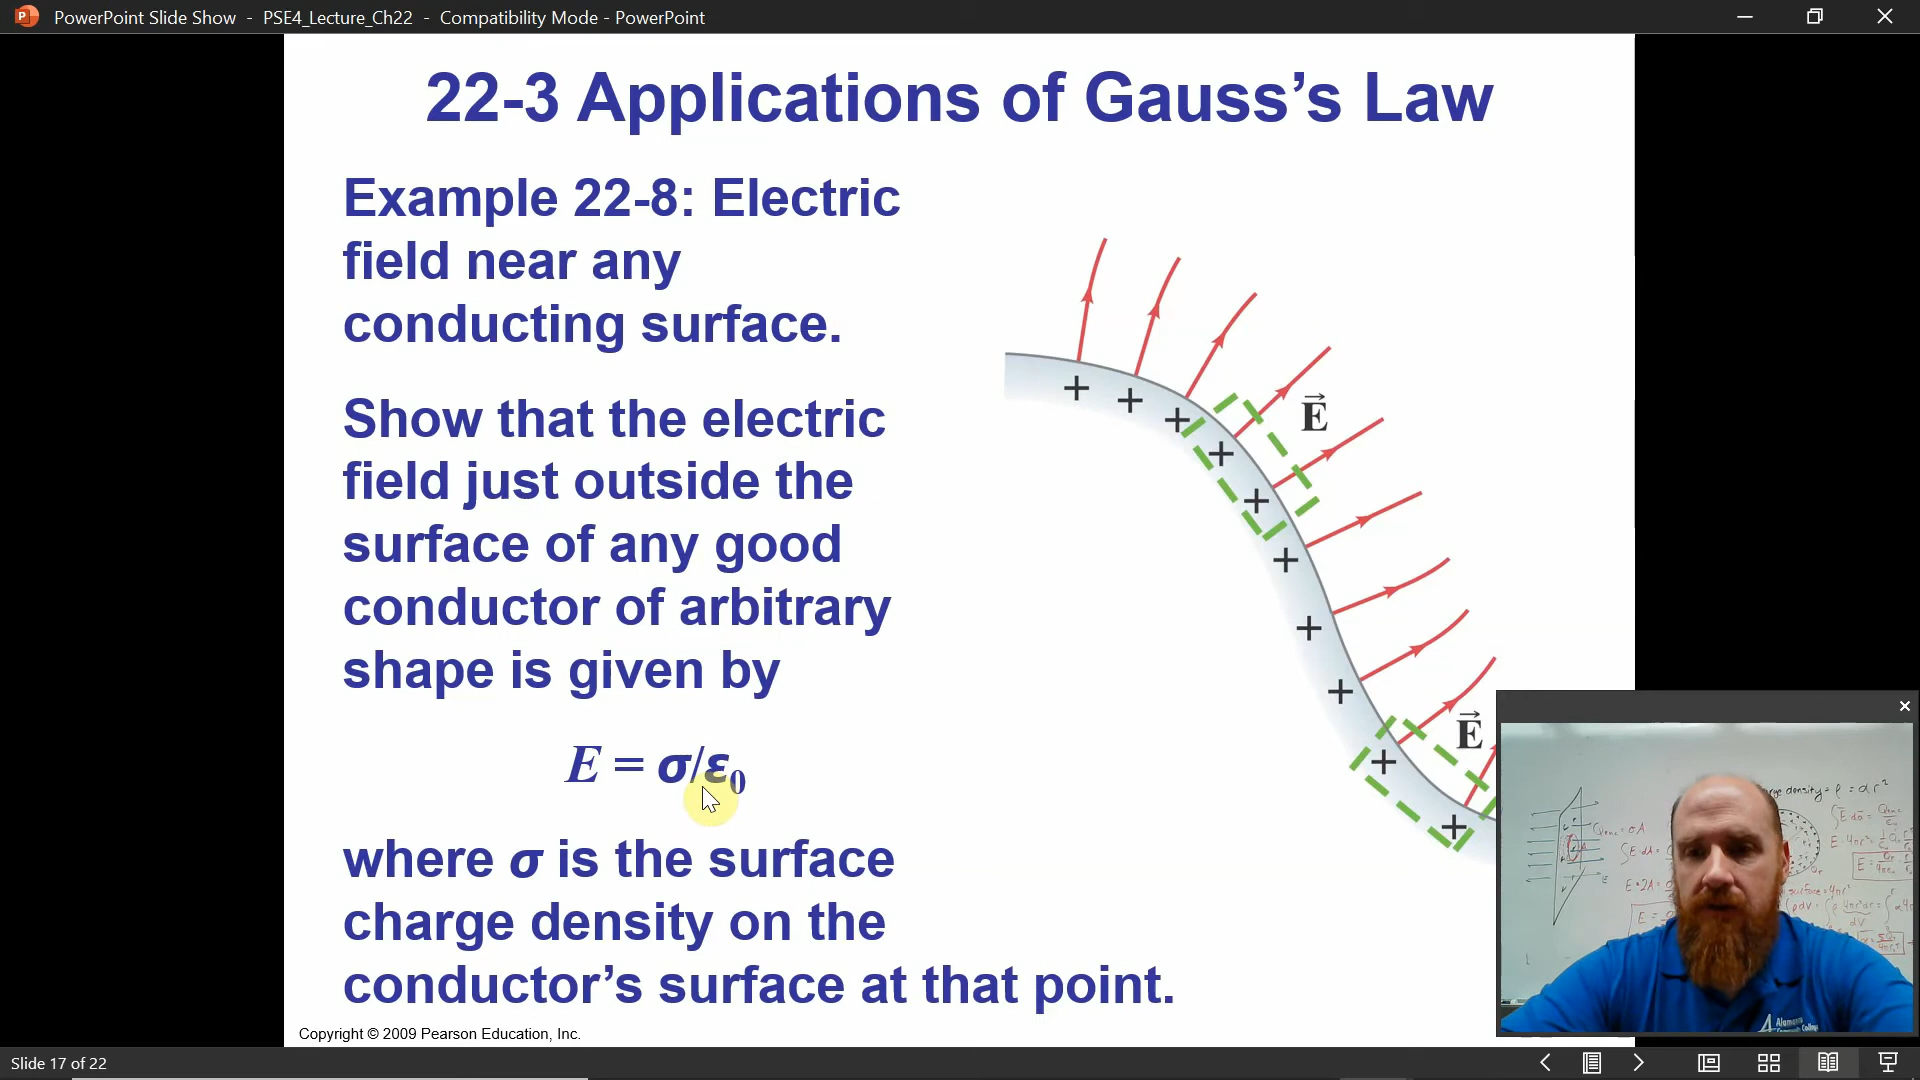 PowerPoint Slide Show - PSE4_Lecture_Ch22 - Compatibility Mode - PowerPoint
22-3 Applications of Gauss’s Law
Example 22-8: Electric
field near any
conducting surface.
Show that the electric
field just outside the
surface of any good
conductor of arbitrary
shape is given by
E = σ/ε₀
where σ is the surface
charge density on the
conductor’s surface at that point.
E⃗
E⃗
Copyright © 2009 Pearson Education, Inc.
Slide 17 of 22